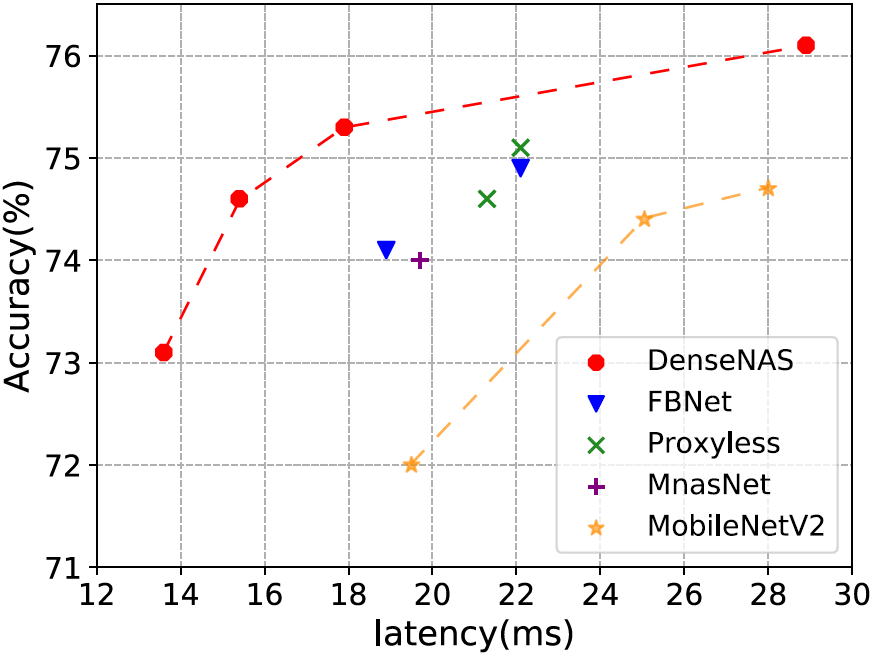 76
75
74
73
72
71
Accuracy(%)
12 14 16 18 20 22 24 26 28 30
latency(ms)
DenseNAS
FBNet
Proxyless
MnasNet
MobileNetV2